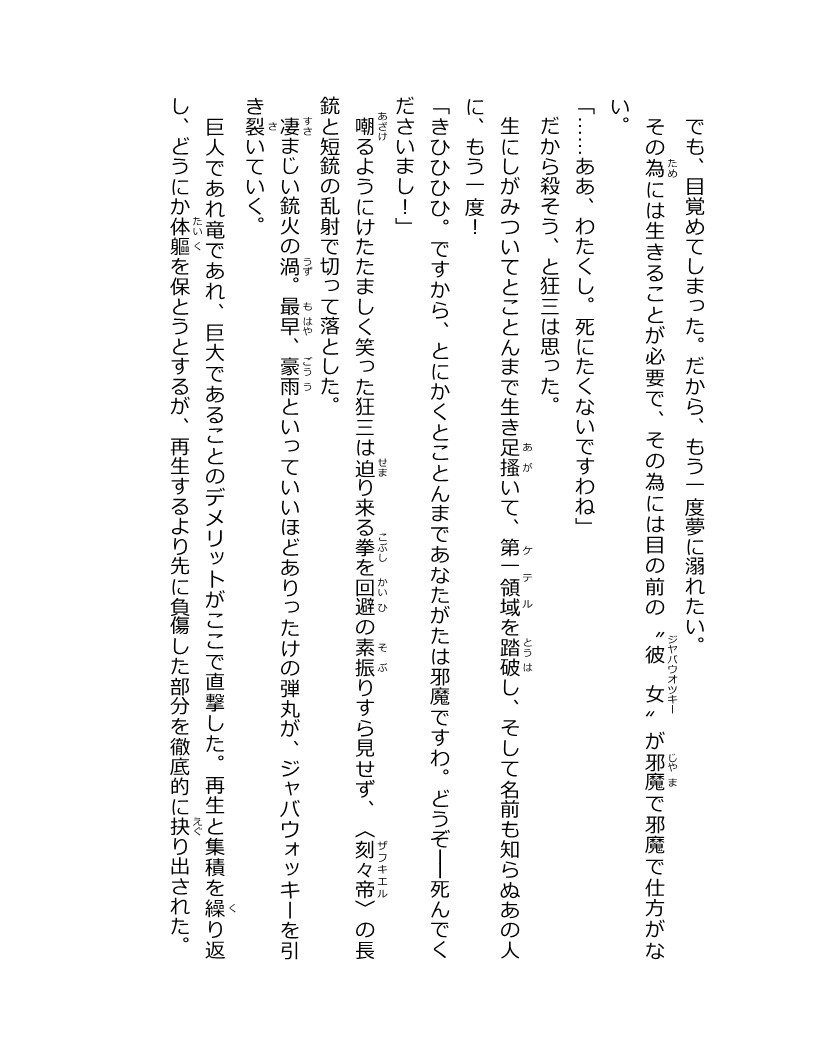 でも、目覚めてしまった。だから、もう一度夢に溺れたい。
その為には生きることが必要で、その為には目の前の〝彼女〟が邪魔で邪魔で仕方がな
い。
「……ああ、わたくし。死にたくないですわね」
だから殺そう、と狂三は思った。
生にしがみついてとことんまで生き足搔いて、第一領域を踏破し、そして名前も知らぬあの人
に、もう一度！
「きひひひひ。ですから、とにかくとことんまであなたがたは邪魔ですわ。どうぞ──死んでく
ださいまし！」
嘲るようにけたたましく笑った狂三は迫り来る拳を回避の素振りすら見せず、〈刻々帝〉の長
銃と短銃の乱射で切って落とした。
凄まじい銃火の渦。最早、豪雨といっていいほどありったけの弾丸が、ジャバウォッキーを引
き裂いていく。
巨人であれ竜であれ、巨大であることのデメリットがここで直撃した。再生と集積を繰り返
し、どうにか体軀を保とうとするが、再生するより先に負傷した部分を徹底的に抉り出された。